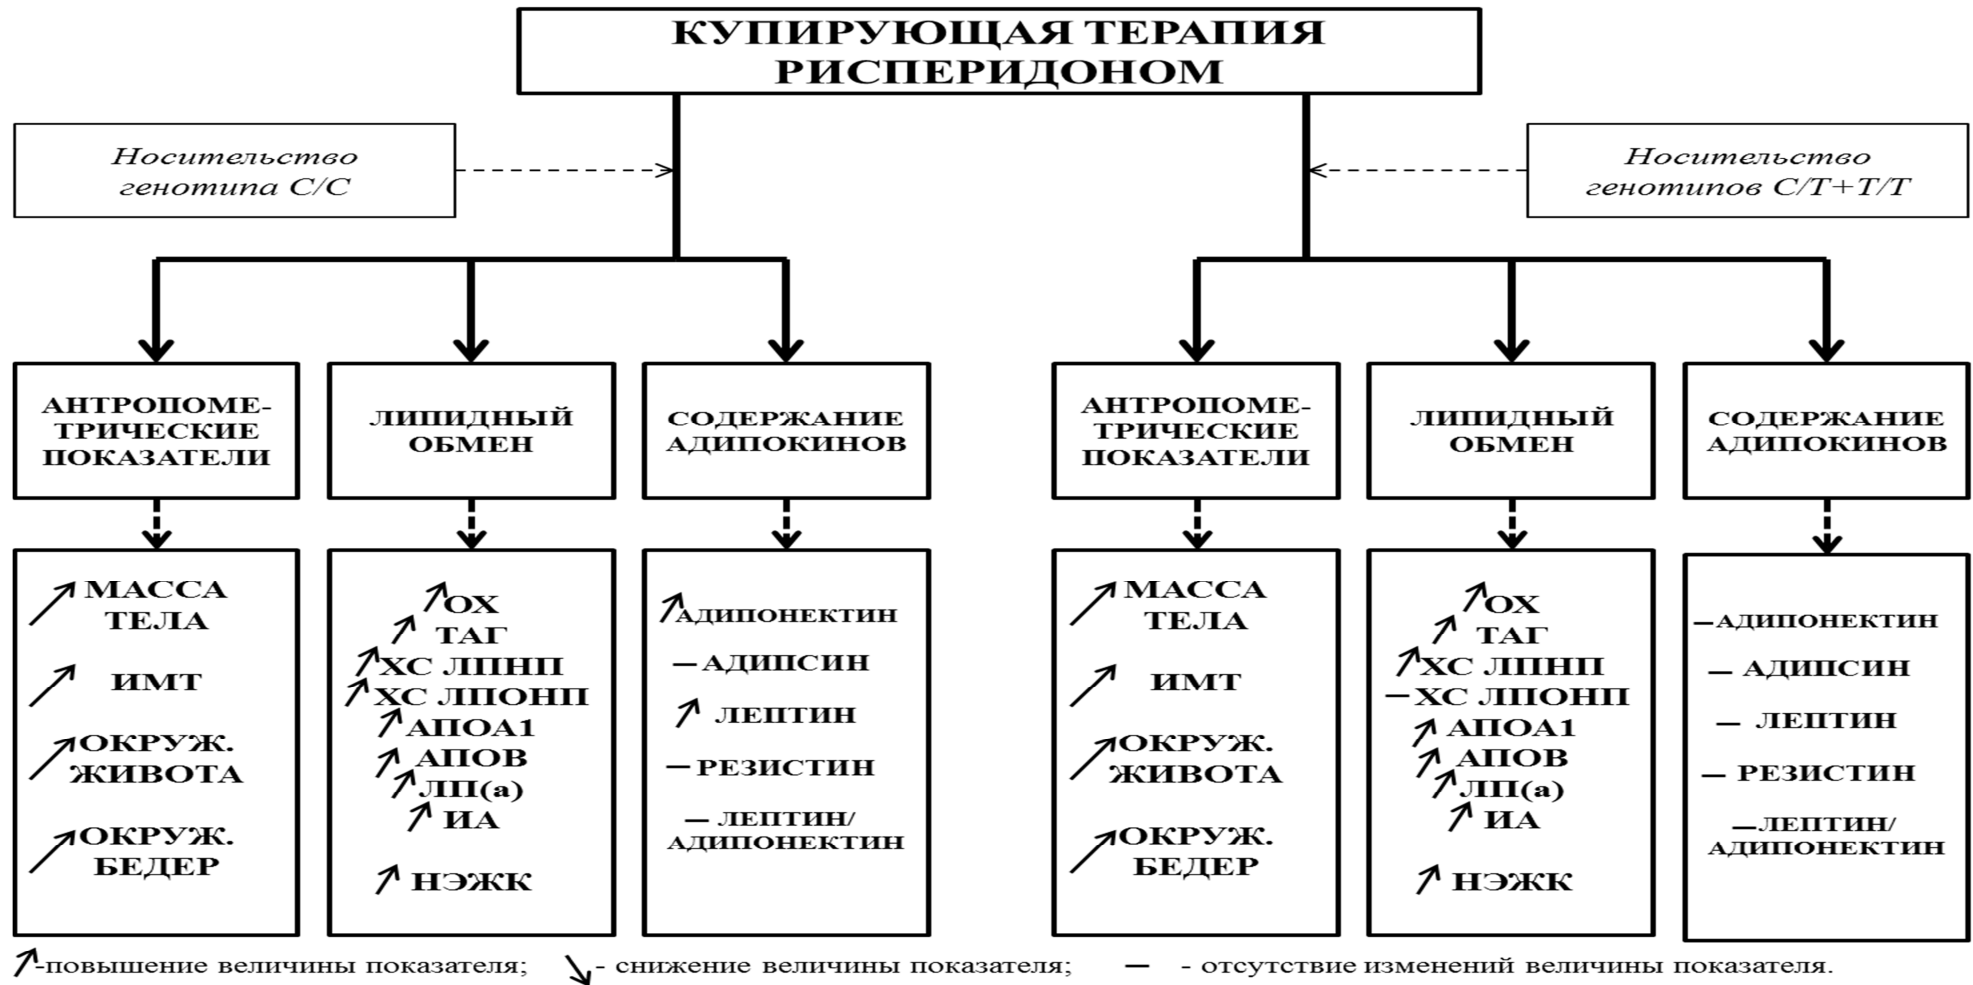 КУПИРУЮЩАЯ ТЕРАПИЯ
РИСПЕРИДОНОМ
Носительство
генотипа С/С
Носительство
генотипов С/Т+Т/Т
АНТРОПОМЕ-
ТРИЧЕСКИЕ
ПОКАЗАТЕЛИ
ЛИПИДНЫЙ
ОБМЕН
СОДЕРЖАНИЕ
АДИПОКИНОВ
АНТРОПОМЕ-
ТРИЧЕСКИЕ
ПОКАЗАТЕЛИ
ЛИПИДНЫЙ
ОБМЕН
СОДЕРЖАНИЕ
АДИПОКИНОВ
↗ МАССА
ТЕЛА
↗ ИМТ
↗ ОКРУЖ.
ЖИВОТА
↗ ОКРУЖ.
БЕДЕР
↗ ОХ
↗ ТАГ
↗ ХС ЛПНП
↗ ХС ЛПОНП
↗ АПОА1
↗ АПОВ
↗ ЛП(а)
↗ ИА
↗ НЭЖК
↗ АДИПОНЕКТИН
– АДИПСИН
↗ ЛЕПТИН
– РЕЗИСТИН
– ЛЕПТИН/
АДИПОНЕКТИН
↗ МАССА
ТЕЛА
↗ ИМТ
↗ ОКРУЖ.
ЖИВОТА
↗ ОКРУЖ.
БЕДЕР
↗ ОХ
↗ ТАГ
↗ ХС ЛПНП
– ХС ЛПОНП
↗ АПОА1
↗ АПОВ
↗ ЛП(а)
↗ ИА
↗ НЭЖК
– АДИПОНЕКТИН
– АДИПСИН
– ЛЕПТИН
– РЕЗИСТИН
– ЛЕПТИН/
АДИПОНЕКТИН
↗ -повышение величины показателя; ↘ - снижение величины показателя; – - отсутствие изменений величины показателя.